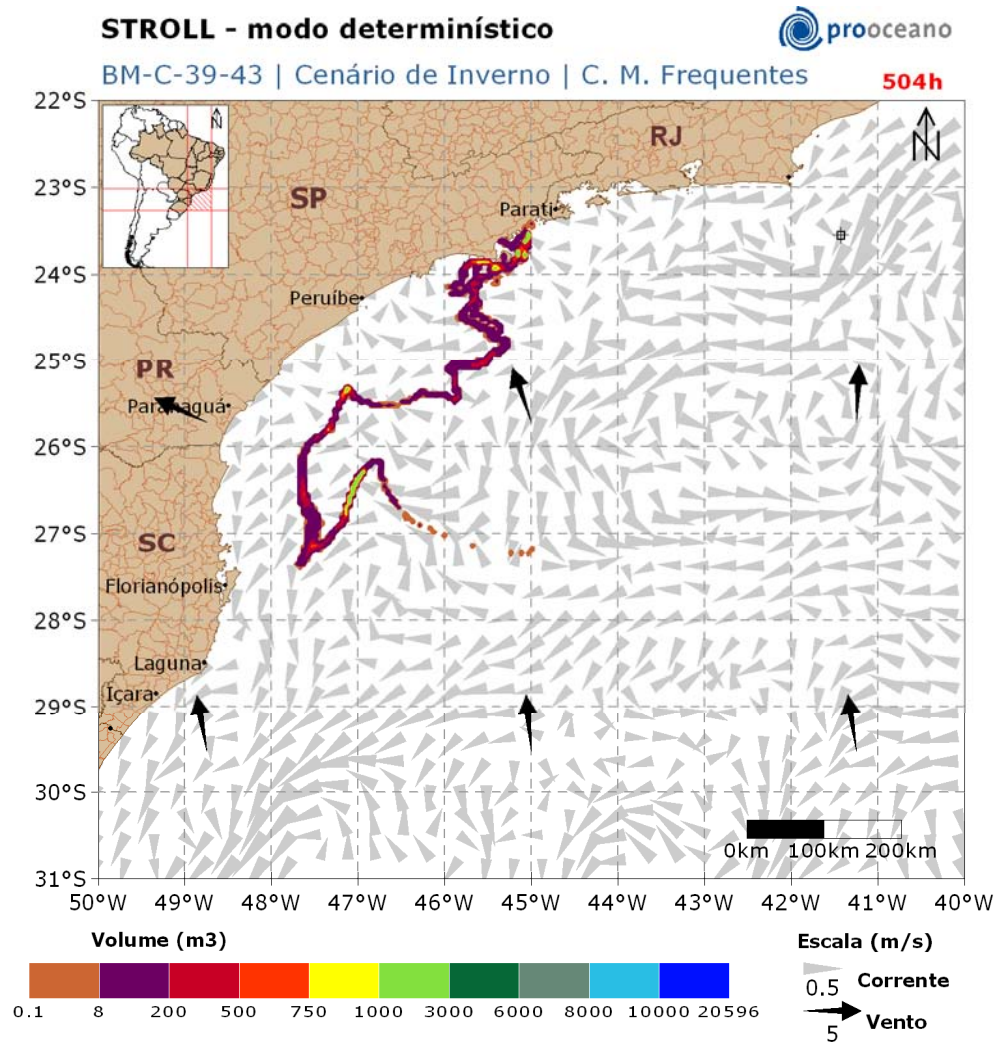 STROLL - modo determinístico
prooceano
BM-C-39-43 | Cenário de Inverno | C. M. Frequentes
504h
22°S
23°S
24°S
25°S
26°S
27°S
28°S
29°S
30°S
31°S
N
N
RJ
SP
Parati
Peruíbe
PR
Paranaguá
SC
Florianópolis
Laguna
Içara
0km 100km 200km
50°W 49°W 48°W 47°W 46°W 45°W 44°W 43°W 42°W 41°W 40°W
Volume (m3)
0.1 8 200 500 750 1000 3000 6000 8000 10000 20596
Escala (m/s)
0.5 Corrente
5 Vento